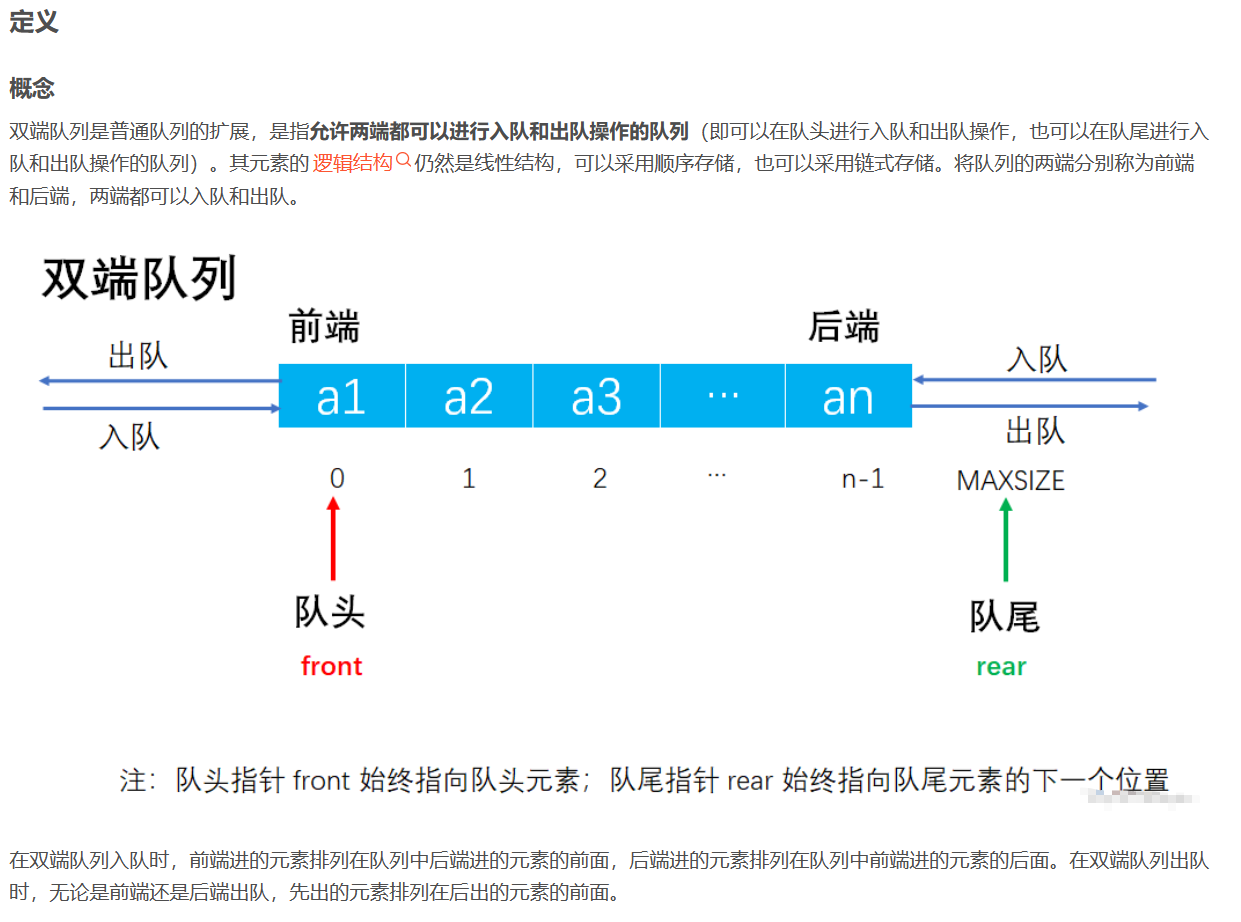 定义
概念
双端队列是普通队列的扩展，是指允许两端都可以进行入队和出队操作的队列（即可以在队头进行入队和出队操作，也可以在队尾进行入
队和出队操作的队列）。其元素的逻辑结构仍然是线性结构，可以采用顺序存储，也可以采用链式存储。将队列的两端分别称为前端
和后端，两端都可以入队和出队。
双端队列
前端
后端
出队
入队
a1 a2 a3 ··· an
入队
出队
0 1 2 ··· n-1 MAXSIZE
队头
队尾
front
rear
注：队头指针 front 始终指向队头元素；队尾指针 rear 始终指向队尾元素的下一个位置
在双端队列入队时，前端进的元素排列在队列中后端进的元素的前面，后端进的元素排列在队列中前端进的元素的后面。在双端队列出队
时，无论是前端还是后端出队，先出的元素排列在后出的元素的前面。